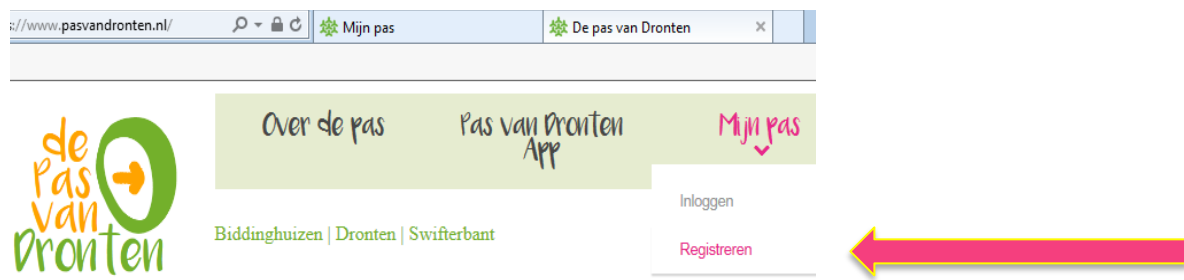 s://www.pasvandronten.nl/
Mijn pas
De pas van Dronten
Over de pas
Pas van Dronten
App
Mijn pas
de
Pas
van
Dronten
Inloggen
Biddinghuizen | Dronten | Swifterbant
Registreren